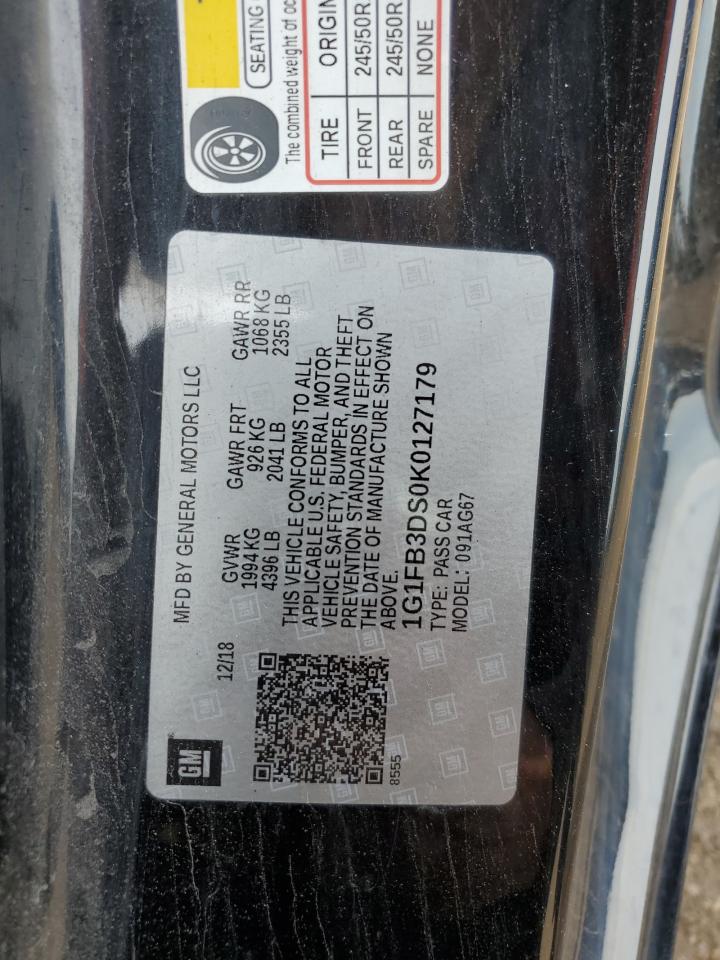 GM
MFD BY GENERAL MOTORS LLC
12/18
GVWR GAWR FRT GAWR RR
1994 KG 926 KG 1068 KG
4396 LB 2041 LB 2355 LB
THIS VEHICLE CONFORMS TO ALL
APPLICABLE U.S. FEDERAL MOTOR
VEHICLE SAFETY, BUMPER, AND THEFT
PREVENTION STANDARDS IN EFFECT ON
THE DATE OF MANUFACTURE SHOWN
ABOVE.
1G1FB3DS0K0127179
TYPE: PASS CAR
MODEL: 091AG67
8555
SEATING
The combined weight of oc
TIRE ORIGIN
FRONT 245/50R
REAR 245/50R
SPARE NONE